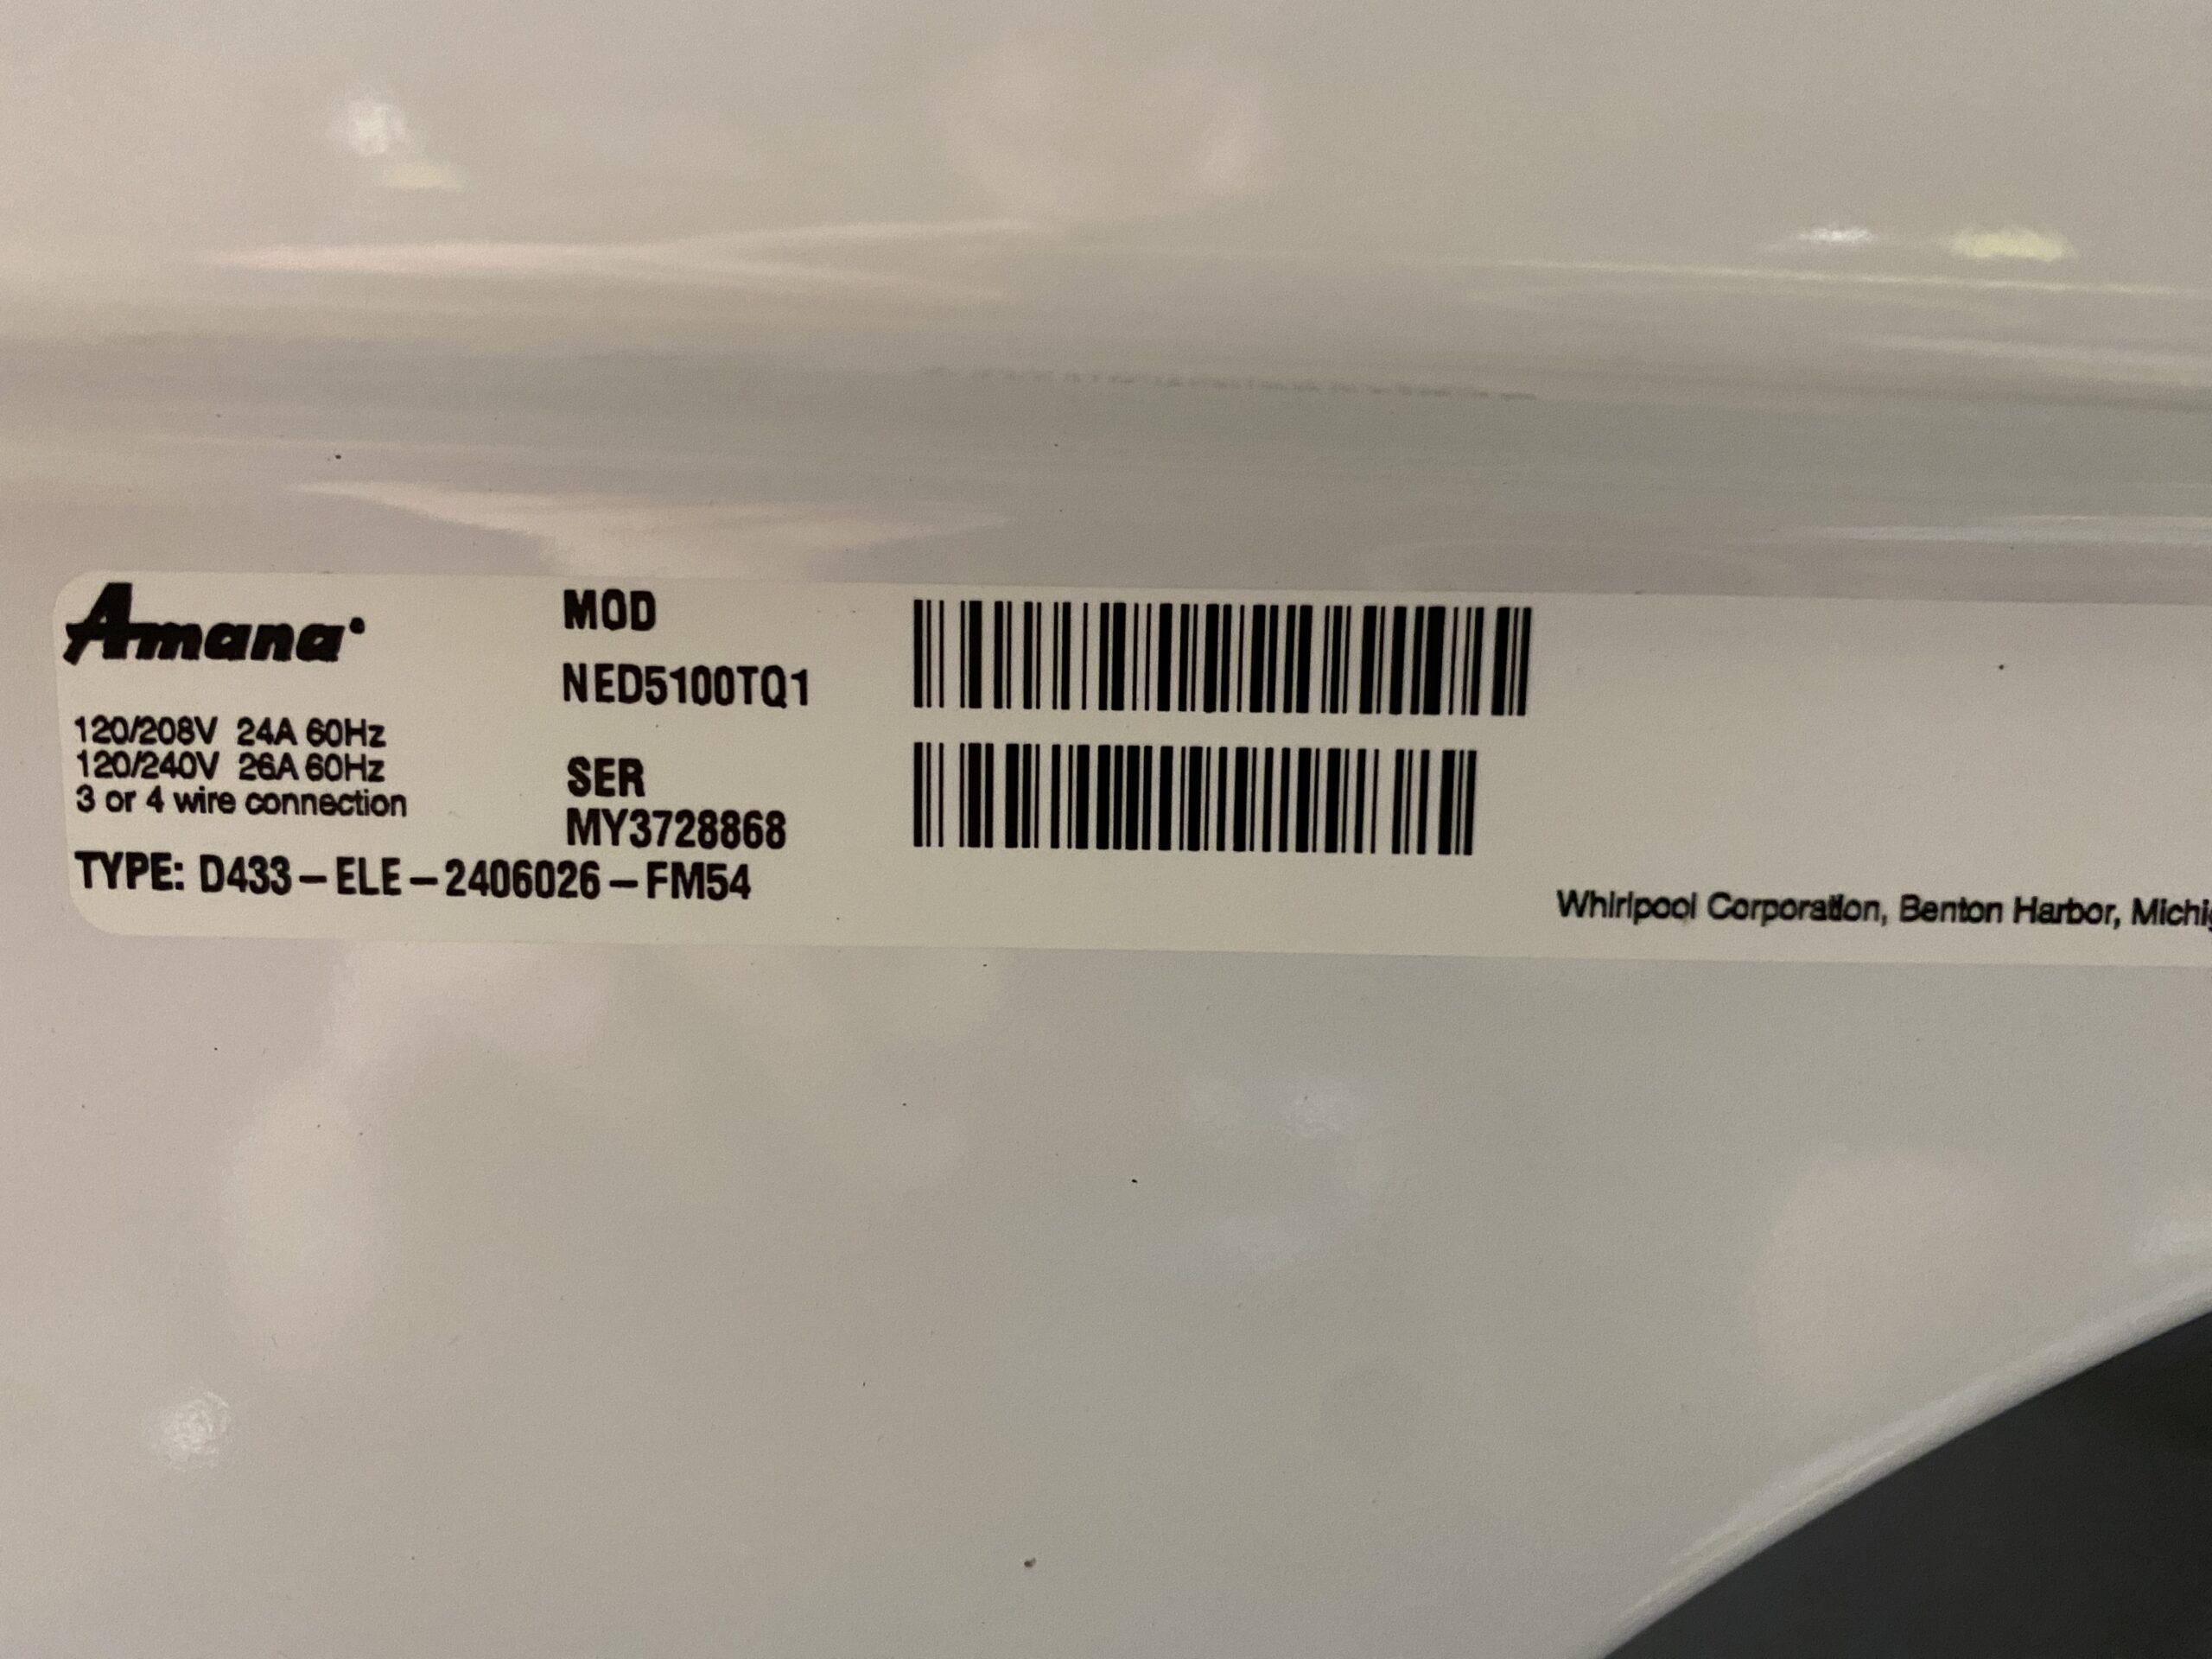 Amana
120/208V 24A 60Hz
120/240V 26A 60Hz
3 or 4 wire connection
TYPE: D433-ELE-2406026-FM54
MOD
NED5100TQ1
SER
MY3728868
Whirlpool Corporation, Benton Harbor,